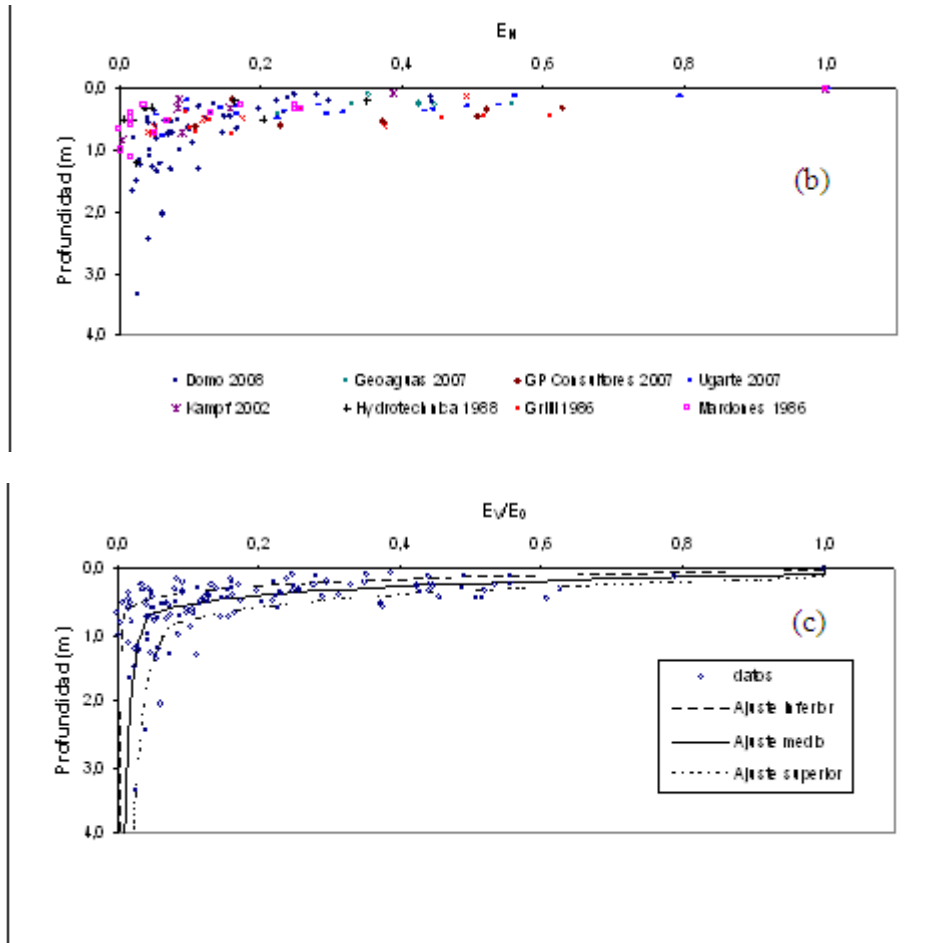 E_N
0,0 0,2 0,4 0,6 0,8 1,0
0,0
1,0
2,0
3,0
4,0
Profundidad (m)
(b)
Domo 2008 Geoaguas 2007 GP Consultores 2007 Ugarte 2007
Kampf 2002 Hydrotechnica 1988 Grilli 1986 Mardones 1986
E_V/E_0
0,0 0,2 0,4 0,6 0,8 1,0
0,0
1,0
2,0
3,0
4,0
Profundidad (m)
(c)
datos
Ajuste inferior
Ajuste medio
Ajuste superior